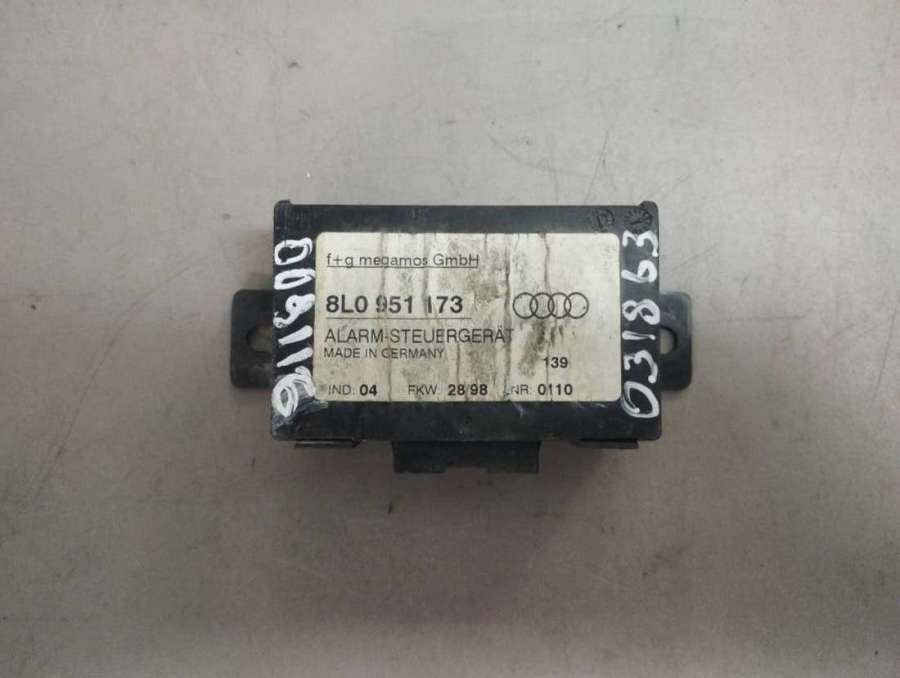 f+g megamos GmbH
8L0 951 173
ALARM-STEUERGERÄT
MADE IN GERMANY
139
IND: 04 FKW: 28/98 LNR: 0110
031863